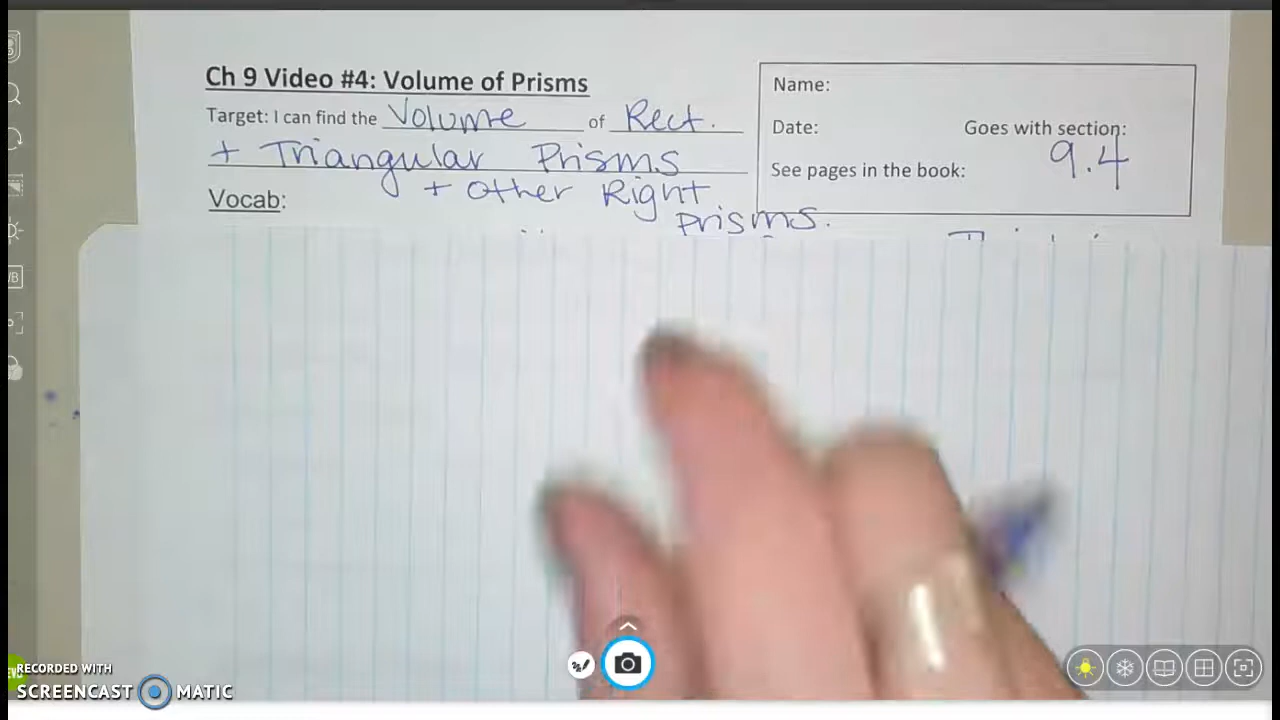 Ch 9 Video #4: Volume of Prisms
Target: I can find the Volume of Rect.
+ Triangular Prisms
+ Other Right
Prisms.
Vocab:
Name:
Date:
Goes with section:
9.4
See pages in the book:
RECORDED WITH
SCREENCAST MATIC